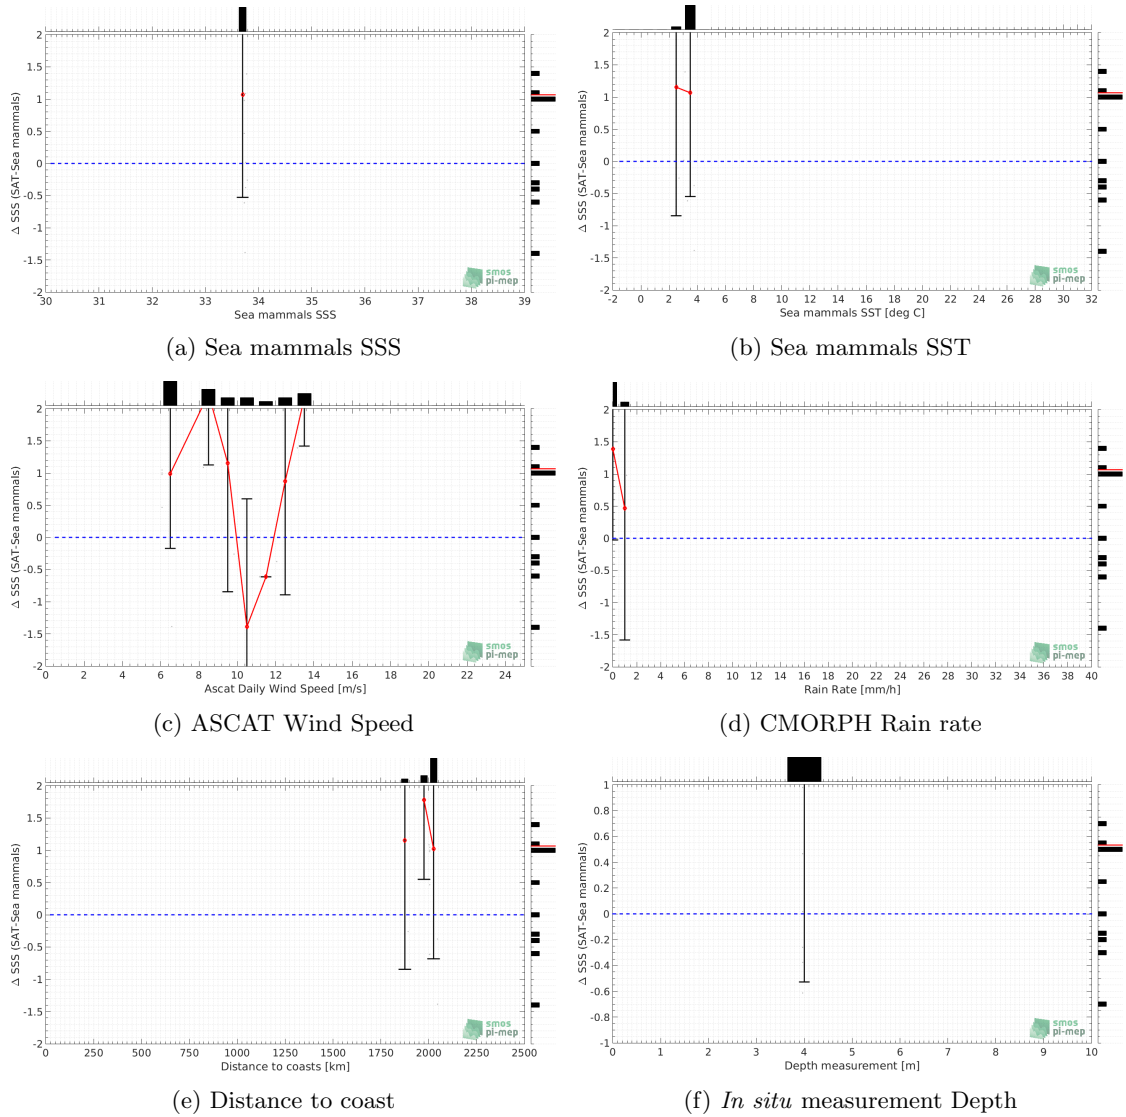 2
1.5
1
0.5
0
-0.5
-1
-1.5
-2
Δ SSS (SAT-Sea mammals)
30 31 32 33 34 35 36 37 38 39
Sea mammals SSS
smos
pi-mep
2
1.5
1
0.5
0
-0.5
-1
-1.5
-2
Δ SSS (SAT-Sea mammals)
-2 0 2 4 6 8 10 12 14 16 18 20 22 24 26 28 30 32
Sea mammals SST [deg C]
smos
pi-mep
(a) Sea mammals SSS
(b) Sea mammals SST
2
1.5
1
0.5
0
-0.5
-1
-1.5
-2
Δ SSS (SAT-Sea mammals)
0 2 4 6 8 10 12 14 16 18 20 22 24
Ascat Daily Wind Speed [m/s]
smos
pi-mep
2
1.5
1
0.5
0
-0.5
-1
-1.5
-2
Δ SSS (SAT-Sea mammals)
0 2 4 6 8 10 12 14 16 18 20 22 24 26 28 30 32 34 36 38 40
Rain Rate [mm/h]
smos
pi-mep
(c) ASCAT Wind Speed
(d) CMORPH Rain rate
2
1.5
1
0.5
0
-0.5
-1
-1.5
-2
Δ SSS (SAT-Sea mammals)
0 250 500 750 1000 1250 1500 1750 2000 2250 2500
Distance to coasts [km]
smos
pi-mep
1
0.8
0.6
0.4
0.2
0
-0.2
-0.4
-0.6
-0.8
-1
Δ SSS (SAT-Sea mammals)
0 1 2 3 4 5 6 7 8 9 10
Depth measurement [m]
smos
pi-mep
(e) Distance to coast
(f) In situ measurement Depth